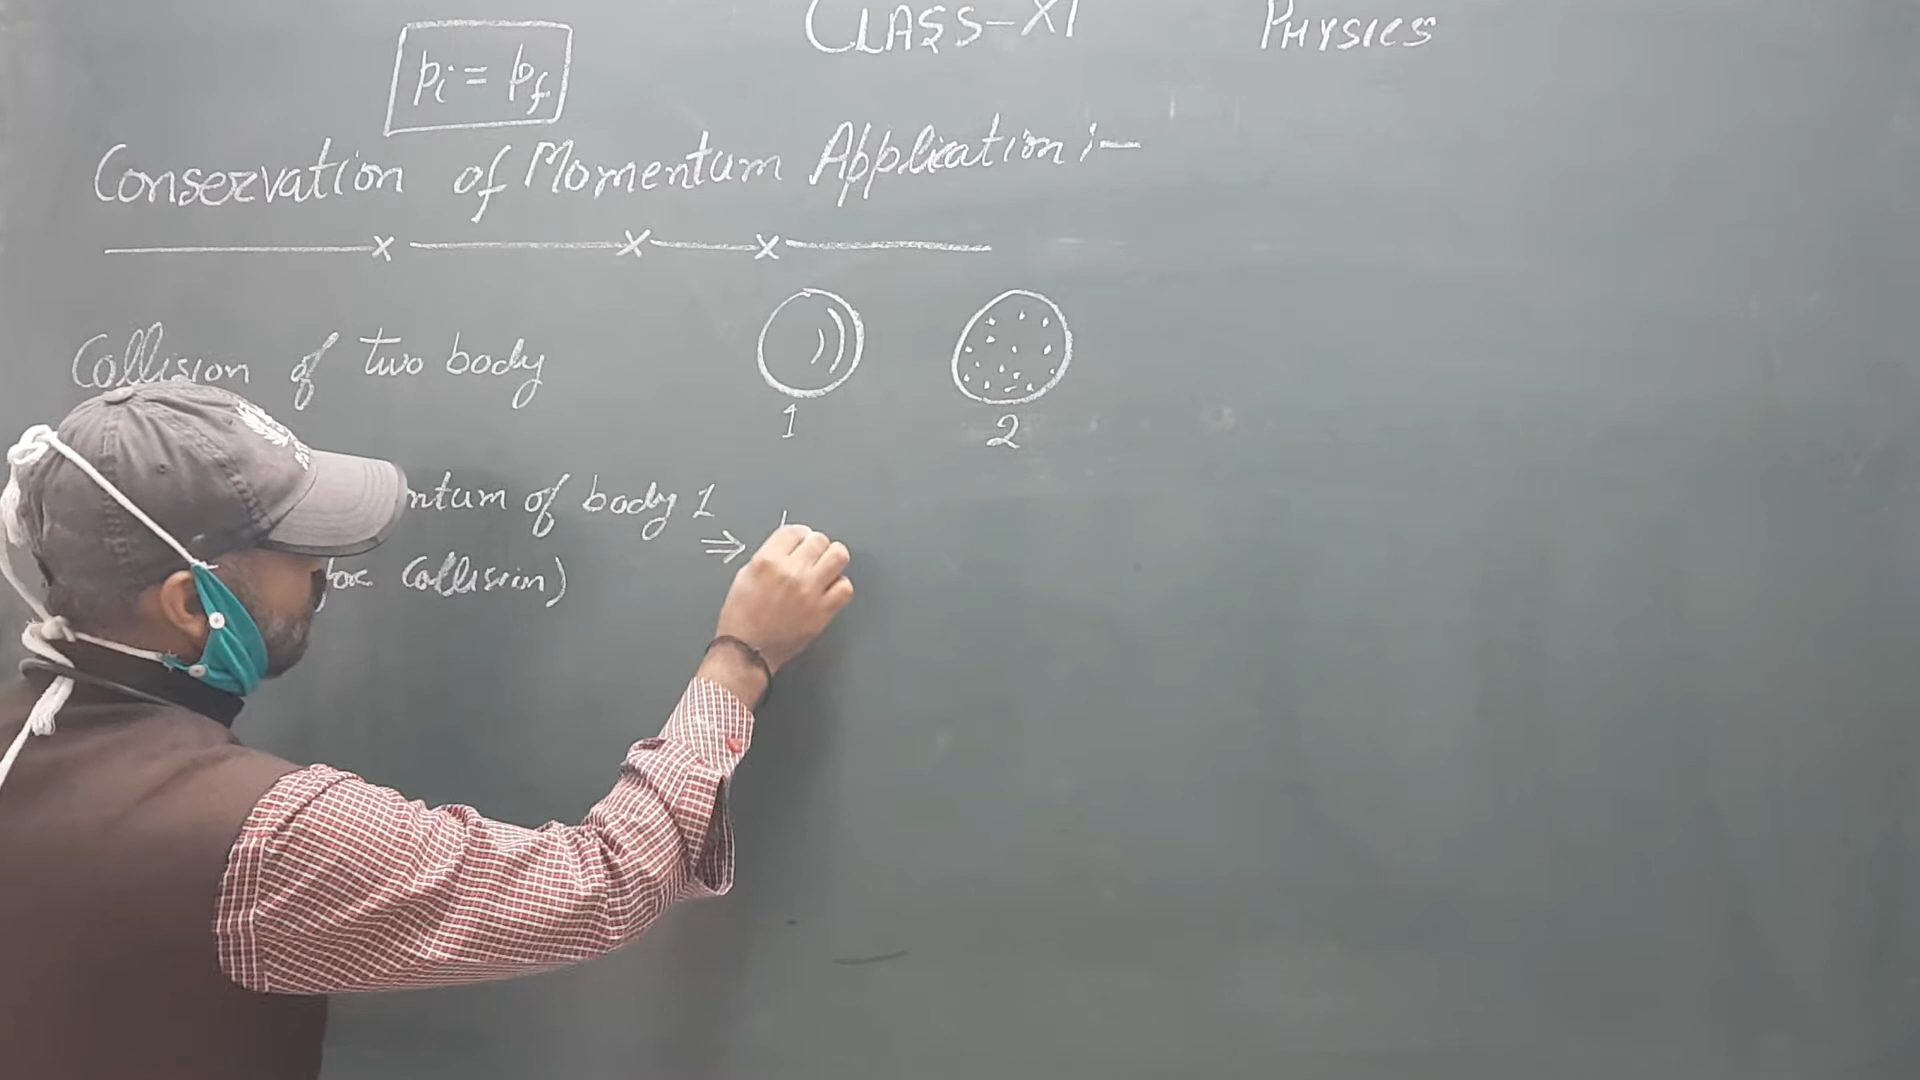 CLASS-XI PHYSICS
pi = pf
Conservation of Momentum Application :-
Collision of two body
1 2
of body 1
⇒
Collision)